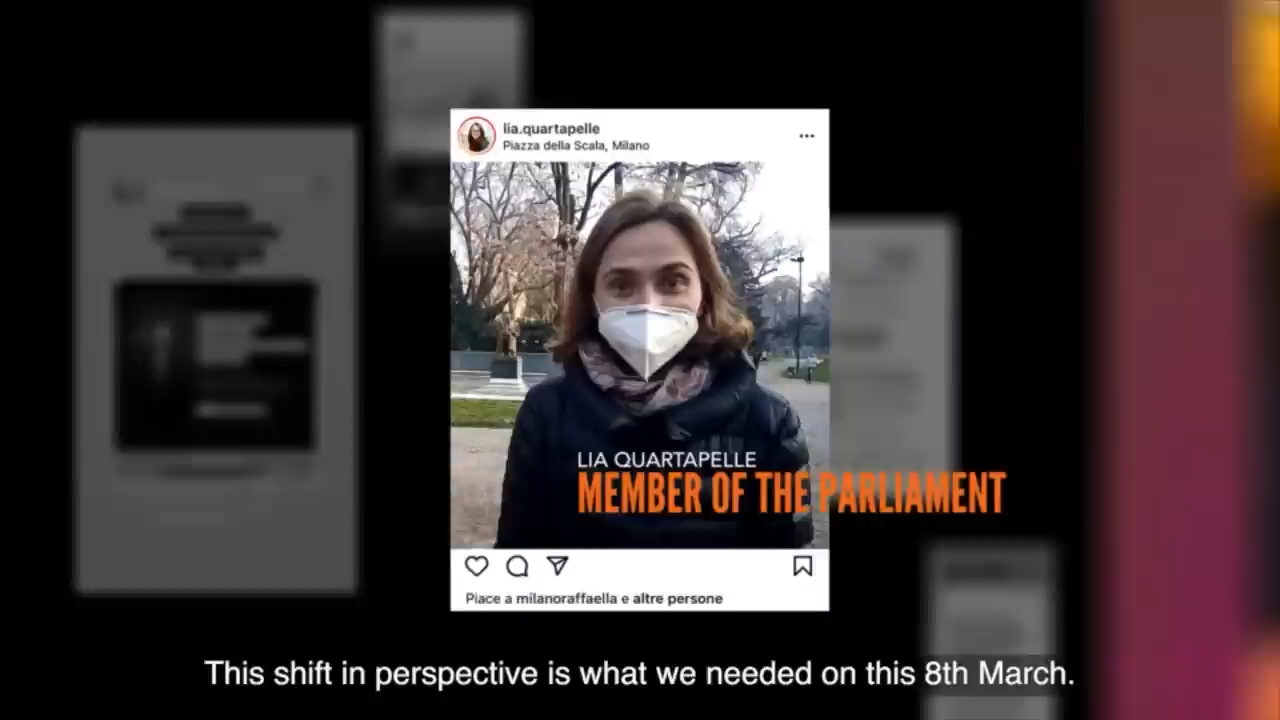 lia.quartapelle
Piazza della Scala, Milano
LIA QUARTAPELLE
MEMBER OF THE PARLIAMENT
Piace a milanoraffaella e altre persone
This shift in perspective is what we needed on this 8th March.